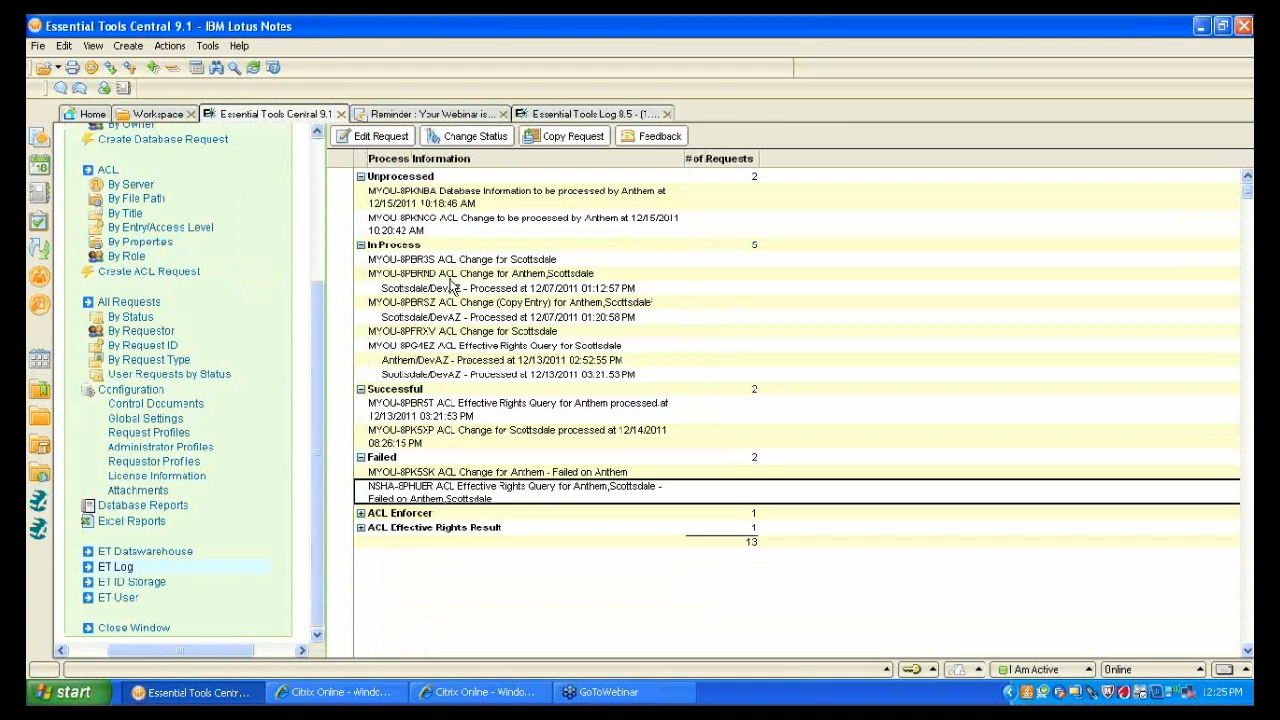 Essential Tools Central 9.1 - IBM Lotus Notes
File Edit View Create Actions Tools Help
Home Workspace Essential Tools Central 9.1 Reminder : Your Webinar is... Essential Tools Log 8.5 - (1....
By Owner
Create Database Request
ACL
By Server
By File Path
By Title
By Entry/Access Level
By Properties
By Role
Create ACL Request
All Requests
By Status
By Requestor
By Request ID
By Request Type
User Requests by Status
Configuration
Control Documents
Global Settings
Request Profiles
Administrator Profiles
Requestor Profiles
License Information
Attachments
Database Reports
Excel Reports
ET Datawarehouse
ET Log
ET ID Storage
ET User
Close Window
Edit Request Change Status Copy Request Feedback
Process Information # of Requests
Unprocessed 2
MYOU-8PKNBA Database Information to be processed by Anthem at
12/15/2011 10:18:46 AM
MYOU-8PKNCG ACL Change to be processed by Anthem at 12/15/2011
10:20:42 AM
In Process 5
MYOU-8PBR3S ACL Change for Scottsdale
MYOU-8PBRND ACL Change for Anthem,Scottsdale
Scottsdale/DevAZ - Processed at 12/07/2011 01:12:57 PM
MYOU-8PBRSZ ACL Change (Copy Entry) for Anthem,Scottsdale
Scottsdale/DevAZ - Processed at 12/07/2011 01:20:58 PM
MYOU-8PFRXV ACL Change for Scottsdale
MYOU-8PG4EZ ACL Effective Rights Query for Scottsdale
Anthem/DevAZ - Processed at 12/13/2011 02:52:55 PM
Scottsdale/DevAZ - Processed at 12/13/2011 03:21:53 PM
Successful 2
MYOU-8PBR5T ACL Effective Rights Query for Anthem processed at
12/13/2011 03:21:53 PM
MYOU-8PK5XP ACL Change for Scottsdale processed at 12/14/2011
08:26:15 PM
Failed 2
MYOU-8PK5SK ACL Change for Anthem - Failed on Anthem
NSHA-8PHUER ACL Effective Rights Query for Anthem,Scottsdale -
Failed on Anthem,Scottsdale
ACL Enforcer 1
ACL Effective Rights Result 1
13
I Am Active Online
start Essential Tools Centr... Citrix Online - Windo... Citrix Online - Windo... GoToWebinar 12:25 PM